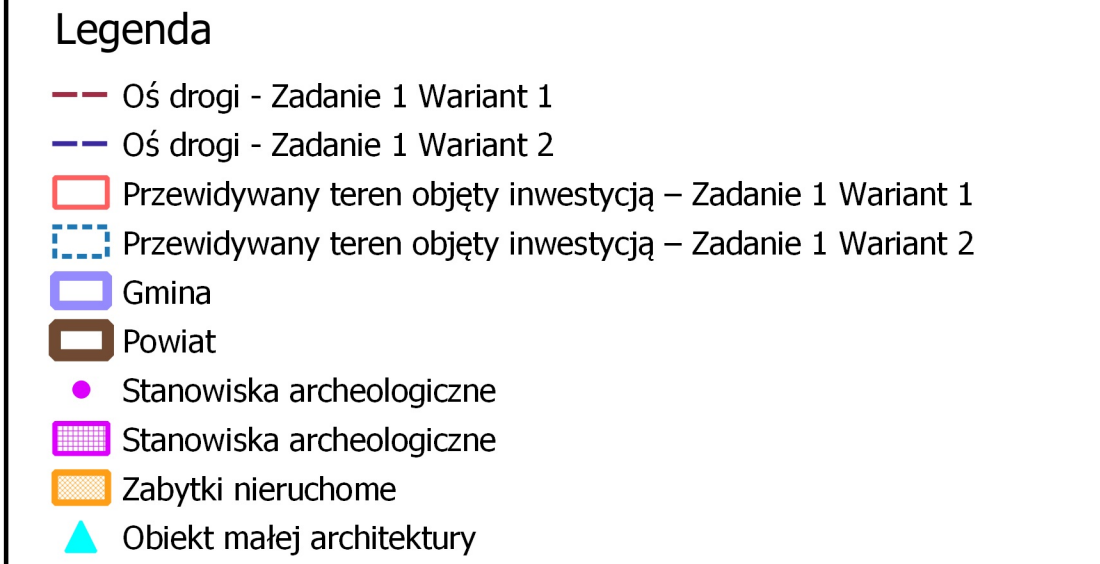 Legenda
Oś drogi - Zadanie 1 Wariant 1
Oś drogi - Zadanie 1 Wariant 2
Przewidywany teren objęty inwestycją – Zadanie 1 Wariant 1
Przewidywany teren objęty inwestycją – Zadanie 1 Wariant 2
Gmina
Powiat
Stanowiska archeologiczne
Stanowiska archeologiczne
Zabytki nieruchome
Obiekt małej architektury